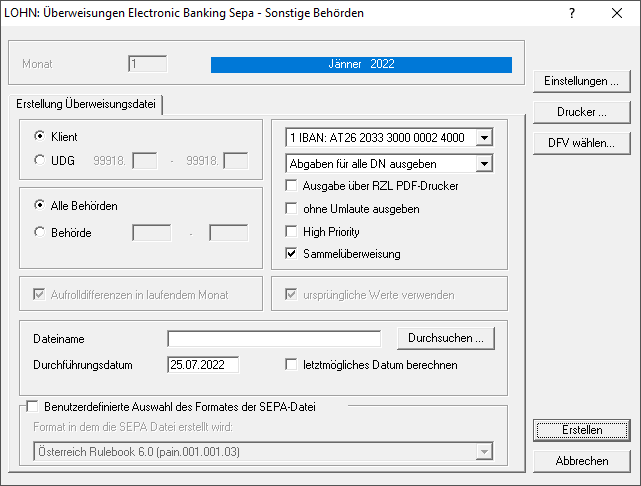 LOHN: Überweisungen Electronic Banking Sepa - Sonstige Behörden
Monat 1 Jänner 2022
Einstellungen ...
Drucker ...
DFV wählen...
Erstellung Überweisungsdatei
Klient
UDG 99918. - 99918.
1 IBAN: AT26 2033 3000 0002 4000
Abgaben für alle DN ausgeben
Ausgabe über RZL PDF-Drucker
ohne Umlaute ausgeben
High Priority
Sammelüberweisung
Alle Behörden
Behörde -
Aufrolldifferenzen in laufendem Monat
ursprüngliche Werte verwenden
Dateiname
Durchsuchen ...
Durchführungsdatum 25.07.2022
letztmögliches Datum berechnen
Benutzerdefinierte Auswahl des Formates der SEPA-Datei
Format in dem die SEPA Datei erstellt wird:
Österreich Rulebook 6.0 (pain.001.001.03)
Erstellen
Abbrechen